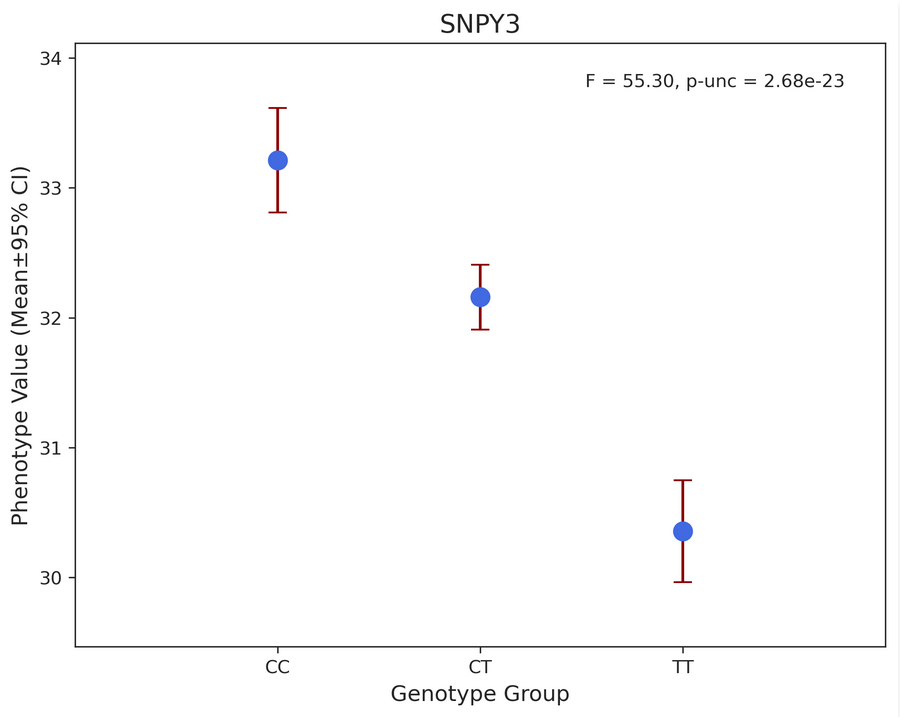 SNPY3
F = 55.30, p-unc = 2.68e-23
Phenotype Value (Mean±95% CI)
34
33
32
31
30
CC CT TT
Genotype Group